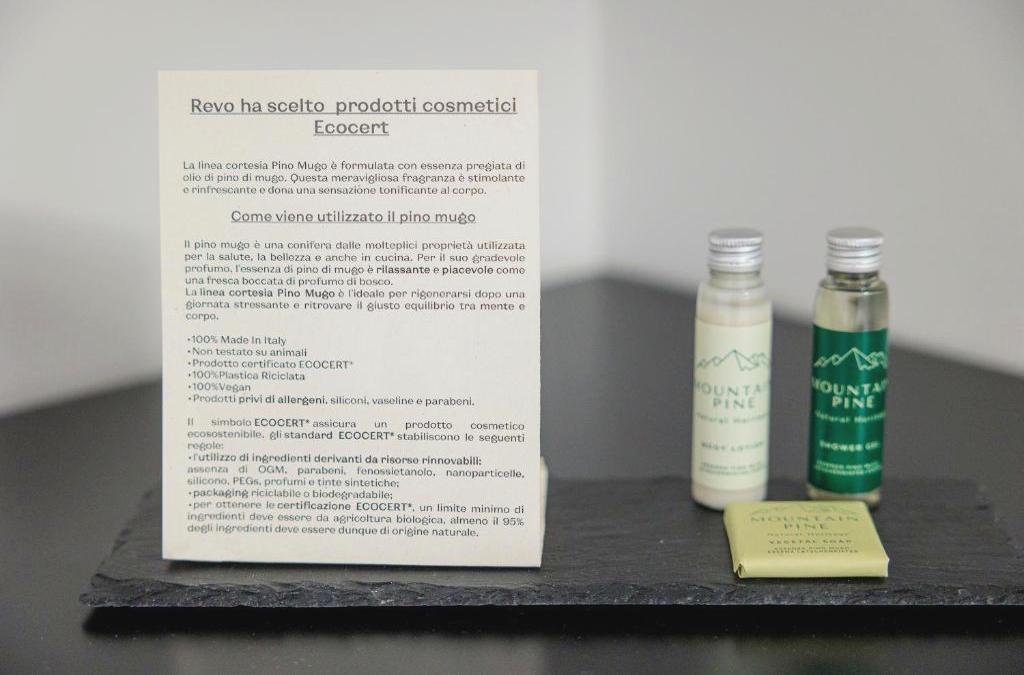 Revo ha scelto prodotti cosmetici
Ecocert
La linea cortesia Pino Mugo è formulata con essenza pregiata di
olio di pino di mugo. Questa meravigliosa fragranza è stimolante
e rinfrescante e dona una sensazione tonificante al corpo.
Come viene utilizzato il pino mugo
Il pino mugo è una conifera dalle molteplici proprietà utilizzata
per la salute, la bellezza e anche in cucina. Per il suo gradevole
profumo, l'essenza di pino di mugo è rilassante e piacevole come
una fresca boccata di profumo di bosco.
La linea cortesia Pino Mugo è l'ideale per rigenerarsi dopo una
giornata stressante e ritrovare il giusto equilibrio tra mente e
corpo.
•100% Made In Italy
•Non testato su animali
•Prodotto certificato ECOCERT*
•100%Plastica Riciclata
•100%Vegan
•Prodotti privi di allergeni, siliconi, vaseline e parabeni.
Il simbolo ECOCERT* assicura un prodotto cosmetico
ecosostenibile. gli standard ECOCERT* stabiliscono le seguenti
regole:
•l'utilizzo di ingredienti derivanti da risorse rinnovabili:
assenza di OGM, parabeni, fenossietanolo, nanoparticelle,
silicono, PEGs, profumi e tinte sintetiche;
•packaging riciclabile o biodegradabile;
•per ottenere le certificazione ECOCERT*, un limite minimo di
ingredienti deve essere da agricoltura biologica, almeno il 95%
degli ingredienti deve essere dunque di origine naturale.
MOUNTAIN
PINE
Natural Heritage
BODY LOTION
MOUNTAIN
PINE
Natural Heritage
SHOWER GEL
MOUNTAIN
PINE
Natural Heritage
VEGETAL SOAP
ESSENZA PINO MUGO